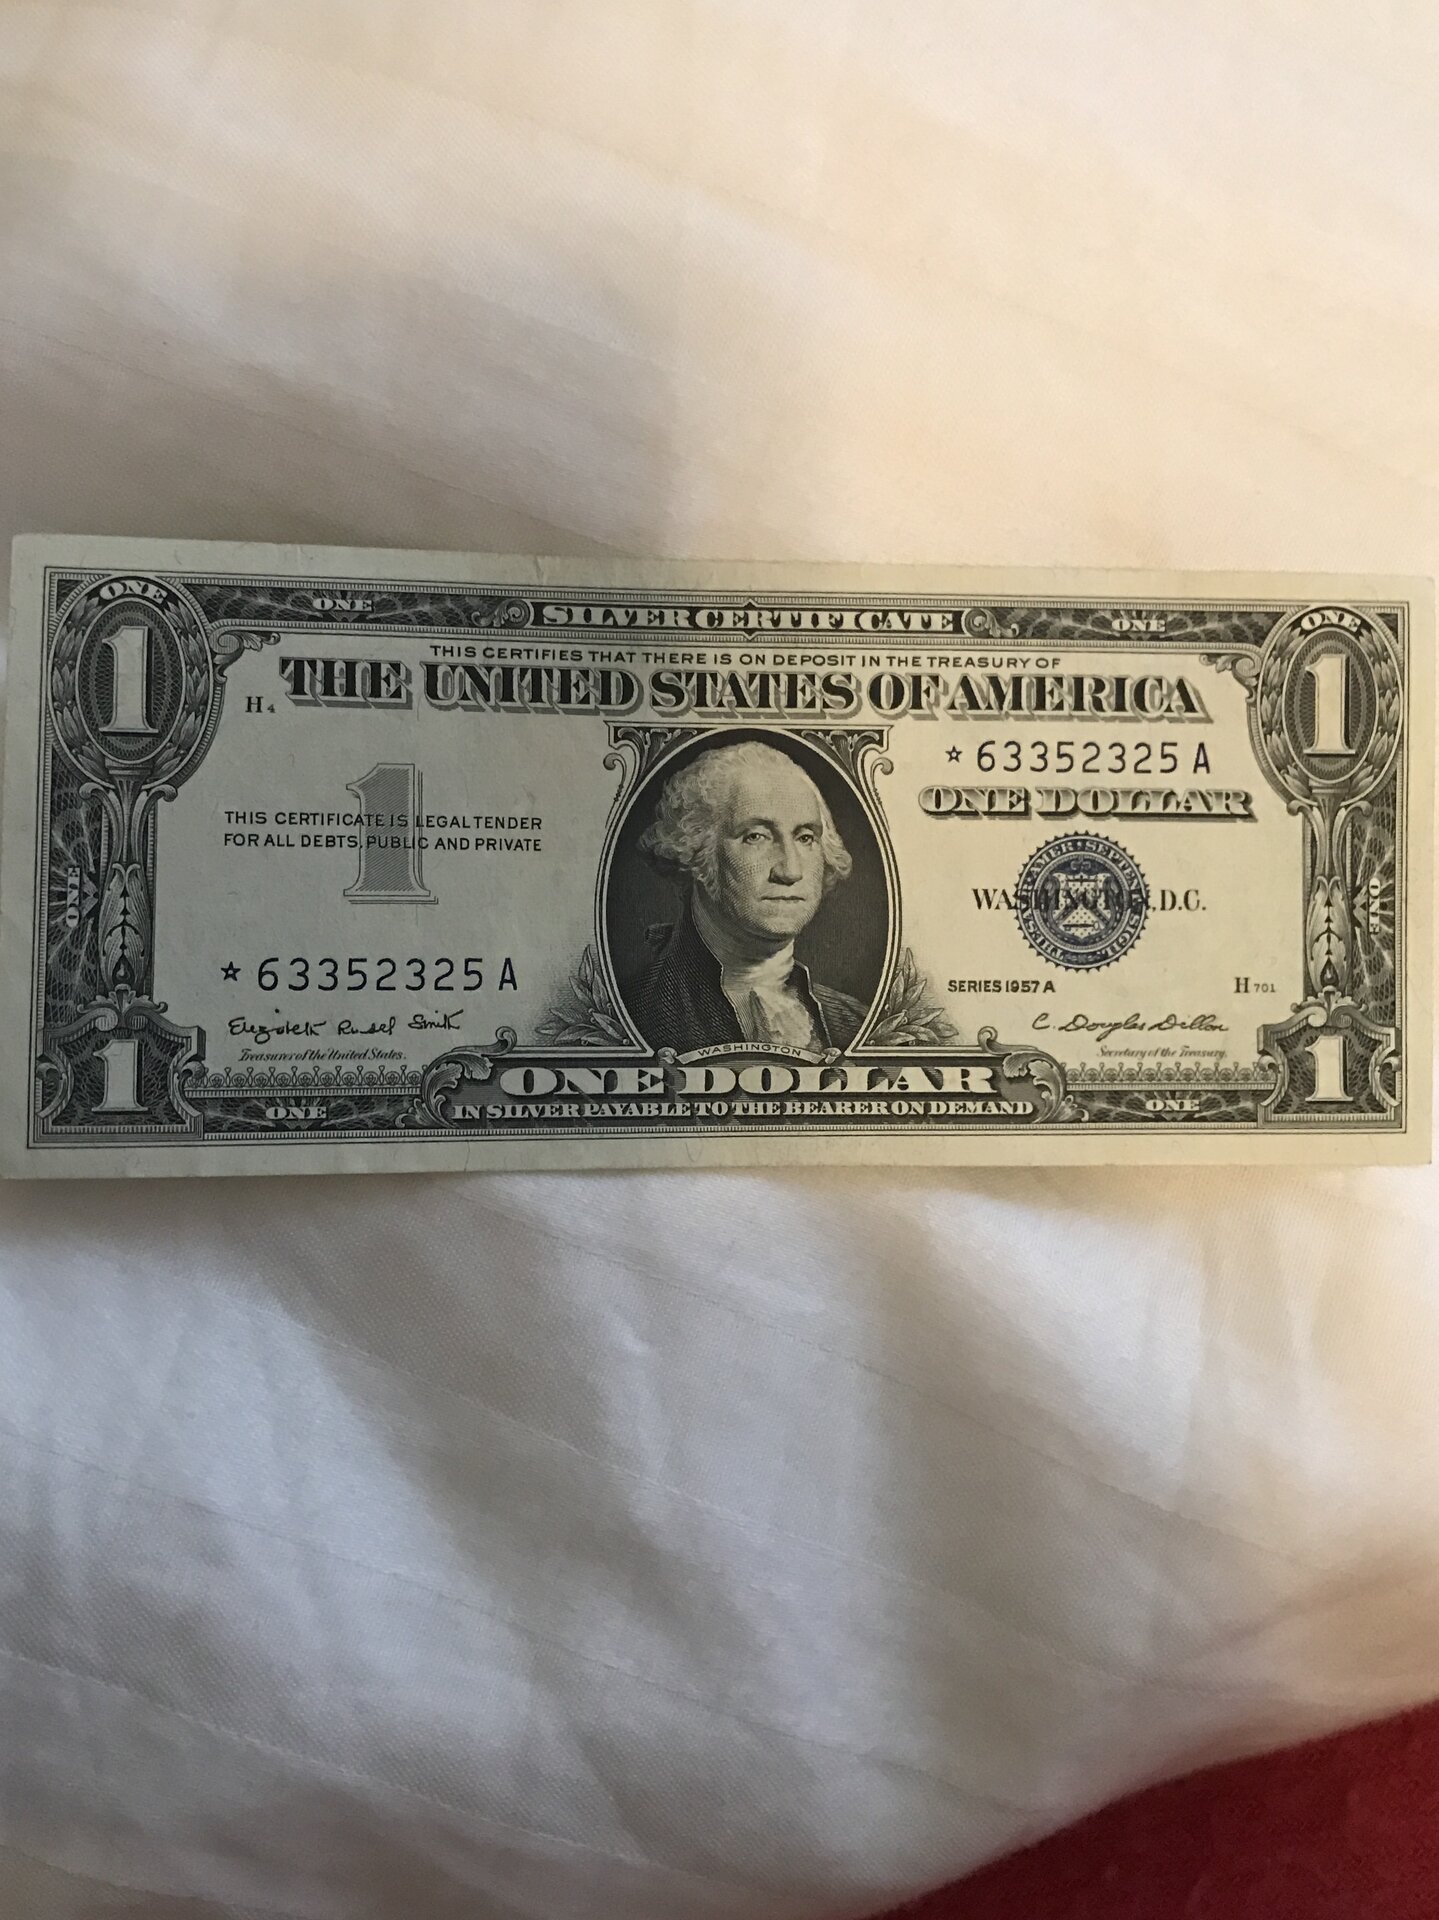 ONE ONE SILVER CERTIFICATE ONE ONE
1 1
THIS CERTIFIES THAT THERE IS ON DEPOSIT IN THE TREASURY OF
THE UNITED STATES OF AMERICA
H4
☆ 63352325 A
ONE DOLLAR
1
THIS CERTIFICATE IS LEGAL TENDER
FOR ALL DEBTS, PUBLIC AND PRIVATE
ONE ONE
WASHINGTON, D.C.
☆ 63352325 A
SERIES 1957 A
H 701
Elizabeth Rudel Smith
Treasurer of the United States.
C. Douglas Dillon
Secretary of the Treasury.
WASHINGTON
1 1
ONE DOLLAR
ONE ONE
IN SILVER PAYABLE TO THE BEARER ON DEMAND